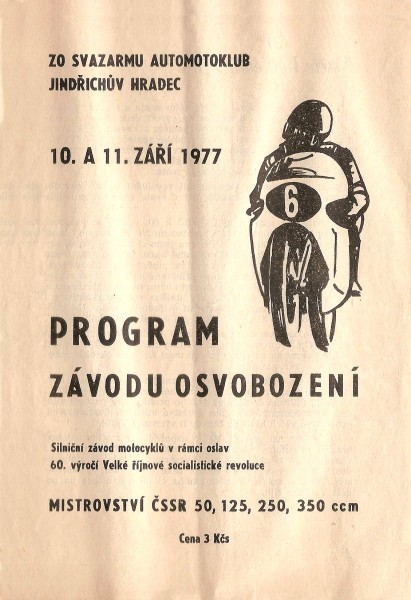 ZO SVAZARMU AUTOMOTOKLUB
JINDŘICHŮV HRADEC
10. A 11. ZÁŘÍ 1977
6
PROGRAM
ZÁVODU OSVOBOZENÍ
Silniční závod motocyklů v rámci oslav
60. výročí Velké říjnové socialistické revoluce
MISTROVSTVÍ ČSSR 50, 125, 250, 350 ccm
Cena 3 Kčs